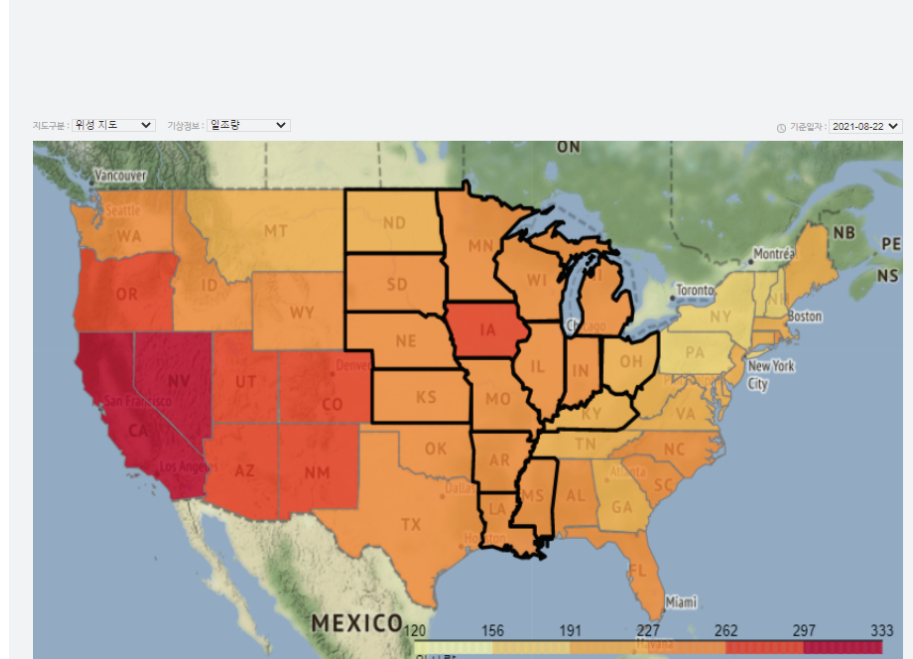 지도구분 : 위성 지도 기상정보 : 일조량 기준일자 : 2021-08-22
ON
Vancouver
Seattle
WA MT ND MN NB
Montréa PE
OR ID SD WI NS
WY Toronto
IA NY Boston
NE
Denver PA New York
City
NV UT CO KS MO IL IN OH
San Francisco
CA KY VA
OK TN NC
Los Angeles AZ NM AR Atlanta
Dallas MS AL SC
TX LA GA
Houston
FL
Miami
MEXICO
120 156 191 227 262 297 333
Havana